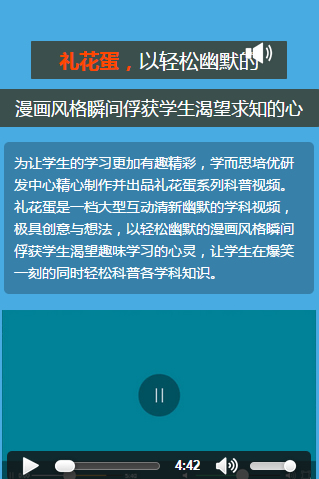 礼花蛋，以轻松幽默的
漫画风格瞬间俘获学生渴望求知的心
为让学生的学习更加有趣精彩，学而思培优研
发中心精心制作并出品礼花蛋系列科普视频。
礼花蛋是一档大型互动清新幽默的学科视频，
极具创意与想法，以轻松幽默的漫画风格瞬间
俘获学生渴望趣味学习的心灵，让学生在爆笑
一刻的同时轻松科普各学科知识。
4:42